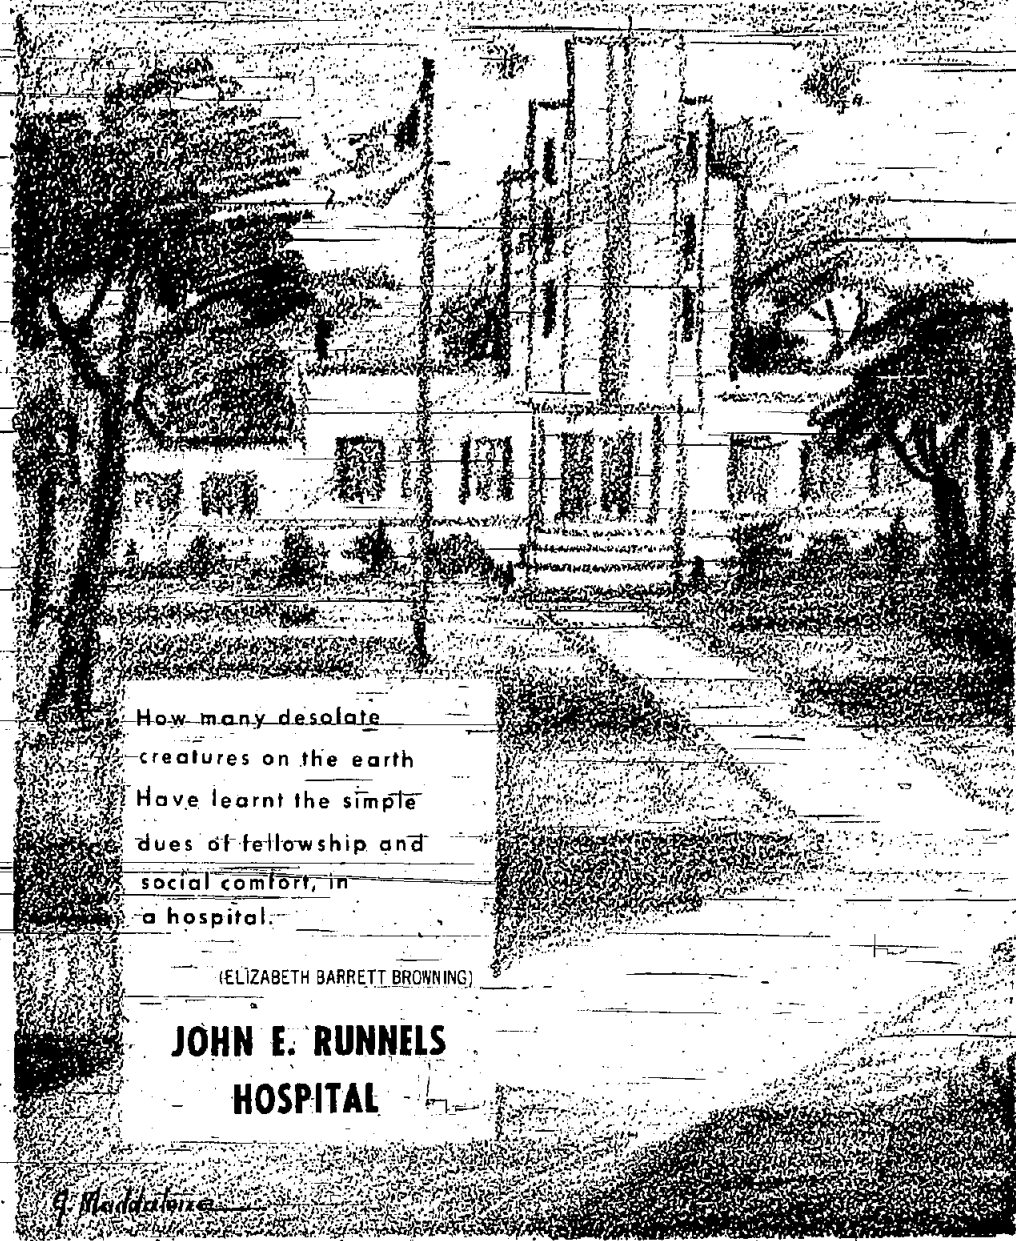 How many desolate
creatures on the earth
Have learnt the simple
dues of fellowship and
social comfort, in
a hospital.
(ELIZABETH BARRETT BROWNING)
JOHN E. RUNNELS
HOSPITAL